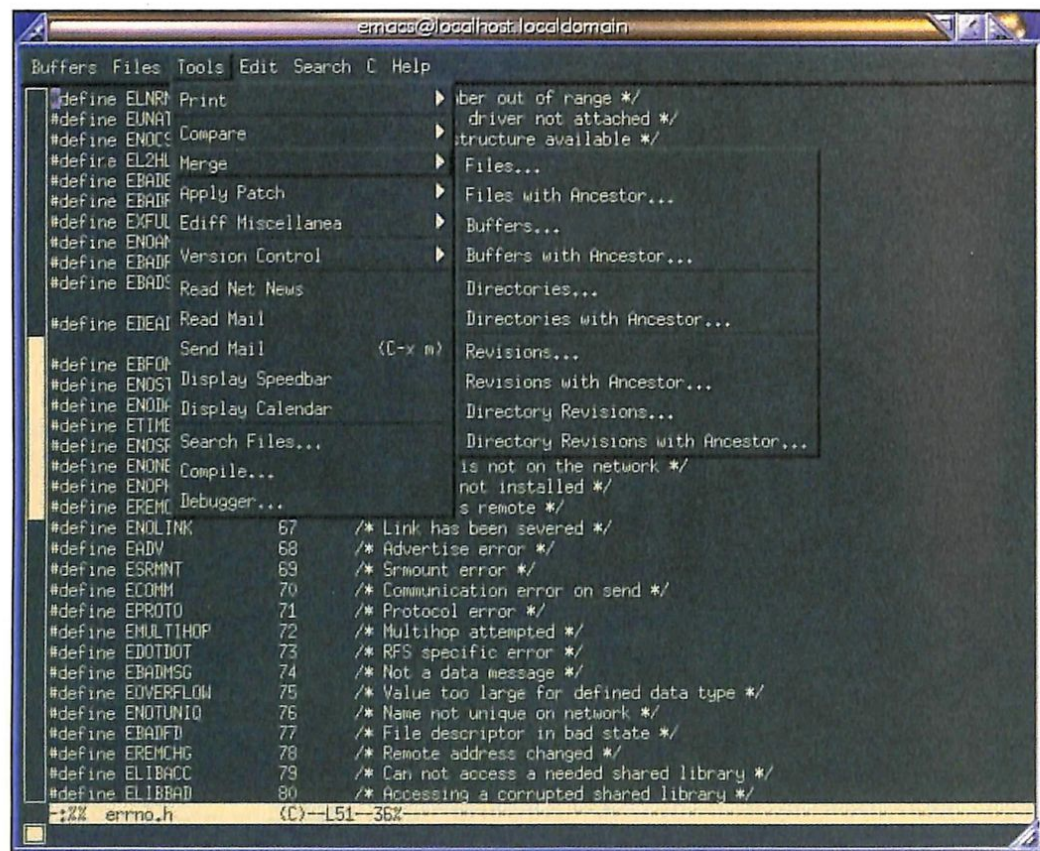 emacs@localhost.localdomain
Buffers Files Tools Edit Search C Help
#define ELNR
#define EUNAT
#define ENOCS
#define EL2HL
#define EBADE
#define EBADR
#define EXFUL
#define ENOAN
#define EBADR
#define EBADS
#define EDEAD
#define EBFON
#define ENOST
#define ENODA
#define ETIME
#define ENOSR
#define ENONE
#define ENOPK
#define EREMO
Print
Compare
Merge
Apply Patch
Ediff Miscellanea
Version Control
Read Net News
Read Mail
Send Mail (C-x m)
Display Speedbar
Display Calendar
Search Files...
Compile...
Debugger...
ber out of range */
driver not attached */
structure available */
Files...
Files with Ancestor...
Buffers...
Buffers with Ancestor...
Directories...
Directories with Ancestor...
Revisions...
Revisions with Ancestor...
Directory Revisions...
Directory Revisions with Ancestor...
is not on the network */
not installed */
s remote */
#define ENOLINK 67 /* Link has been severed */
#define EADV 68 /* Advertise error */
#define ESRMNT 69 /* Srmount error */
#define ECOMM 70 /* Communication error on send */
#define EPROTO 71 /* Protocol error */
#define EMULTIHOP 72 /* Multihop attempted */
#define EDOTDOT 73 /* RFS specific error */
#define EBADMSG 74 /* Not a data message */
#define EOVERFLOW 75 /* Value too large for defined data type */
#define ENOTUNIQ 76 /* Name not unique on network */
#define EBADFD 77 /* File descriptor in bad state */
#define EREMCHG 78 /* Remote address changed */
#define ELIBACC 79 /* Can not access a needed shared library */
#define ELIBBAD 80 /* Accessing a corrupted shared library */
-:%% errno.h (C)--L51--36%